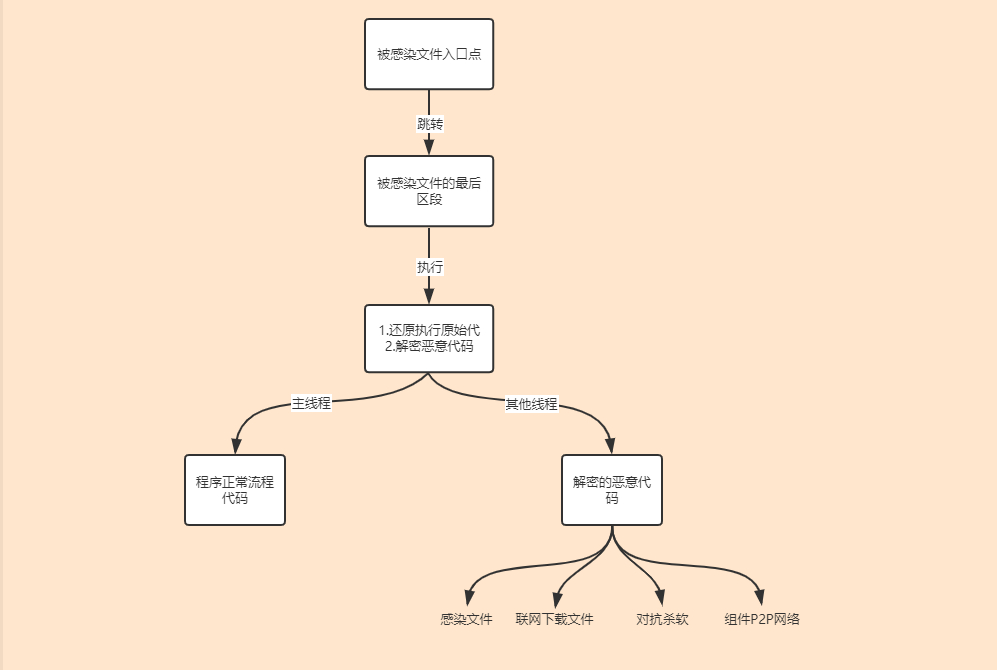 被感染文件入口点
跳转
被感染文件的最后
区段
执行
1.还原执行原始代
2.解密恶意代码
主线程
其他线程
程序正常流程
代码
解密的恶意代
码
感染文件
联网下载文件
对抗杀软
组件P2P网络